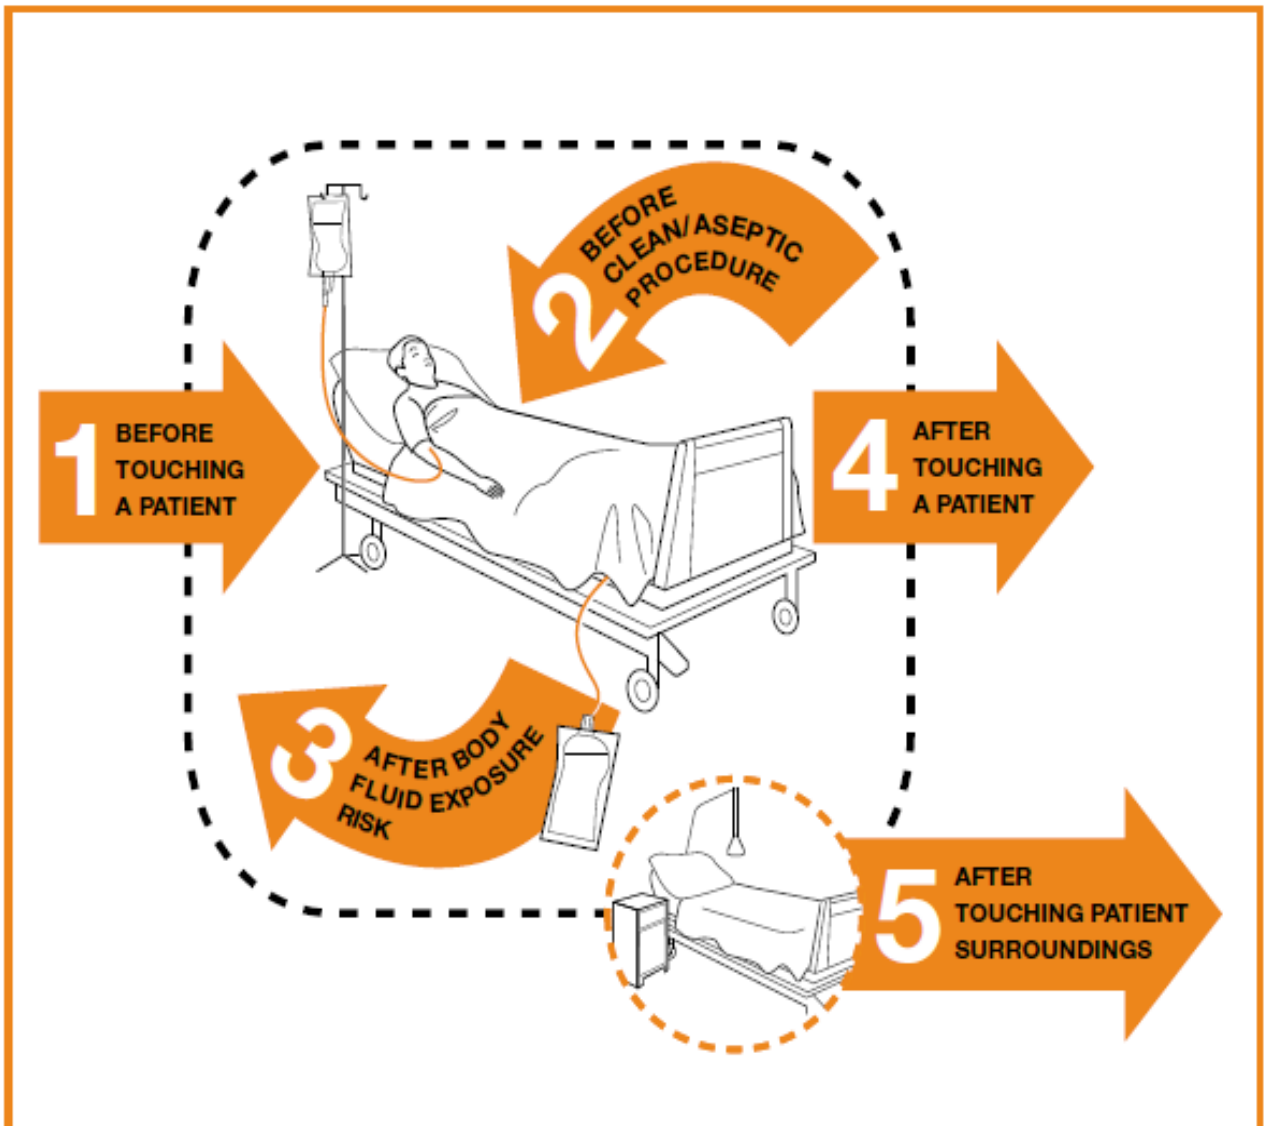 1
BEFORE
TOUCHING
A PATIENT
2
BEFORE
CLEAN/ASEPTIC
PROCEDURE
3
AFTER BODY
FLUID EXPOSURE
RISK
4
AFTER
TOUCHING
A PATIENT
5
AFTER
TOUCHING PATIENT
SURROUNDINGS